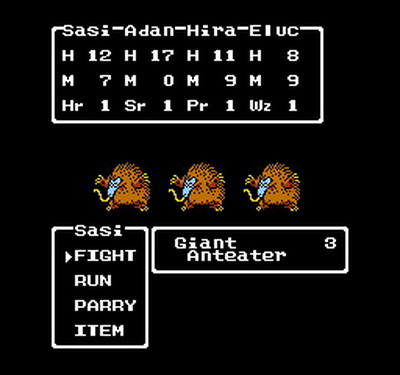 Sasi-Adan-Hira-Eluc
H 12 H 17 H 11 H 8
M 7 M 0 M 9 M 9
Hr 1 Sr 1 Pr 1 Wz 1
Sasi
FIGHT
RUN
PARRY
ITEM
Giant 3
Anteater